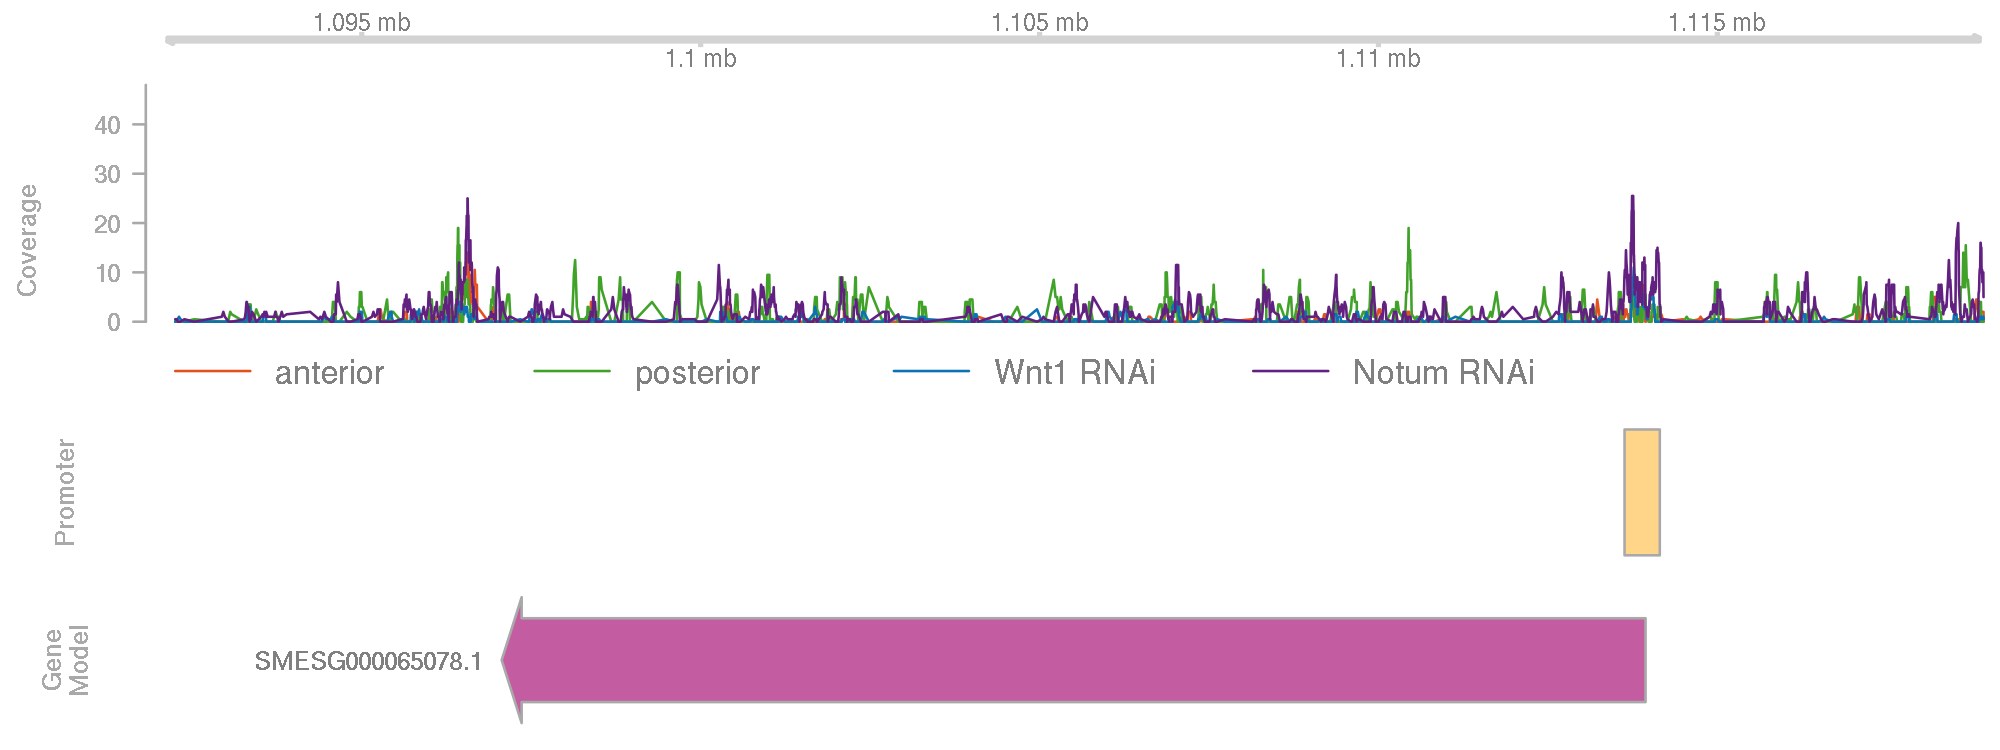 1.095 mb
1.105 mb
1.115 mb
1.1 mb
1.11 mb
Coverage
40
30
20
10
0
anterior
posterior
Wnt1 RNAi
Notum RNAi
Promoter
Gene
Model
SMESG000065078.1